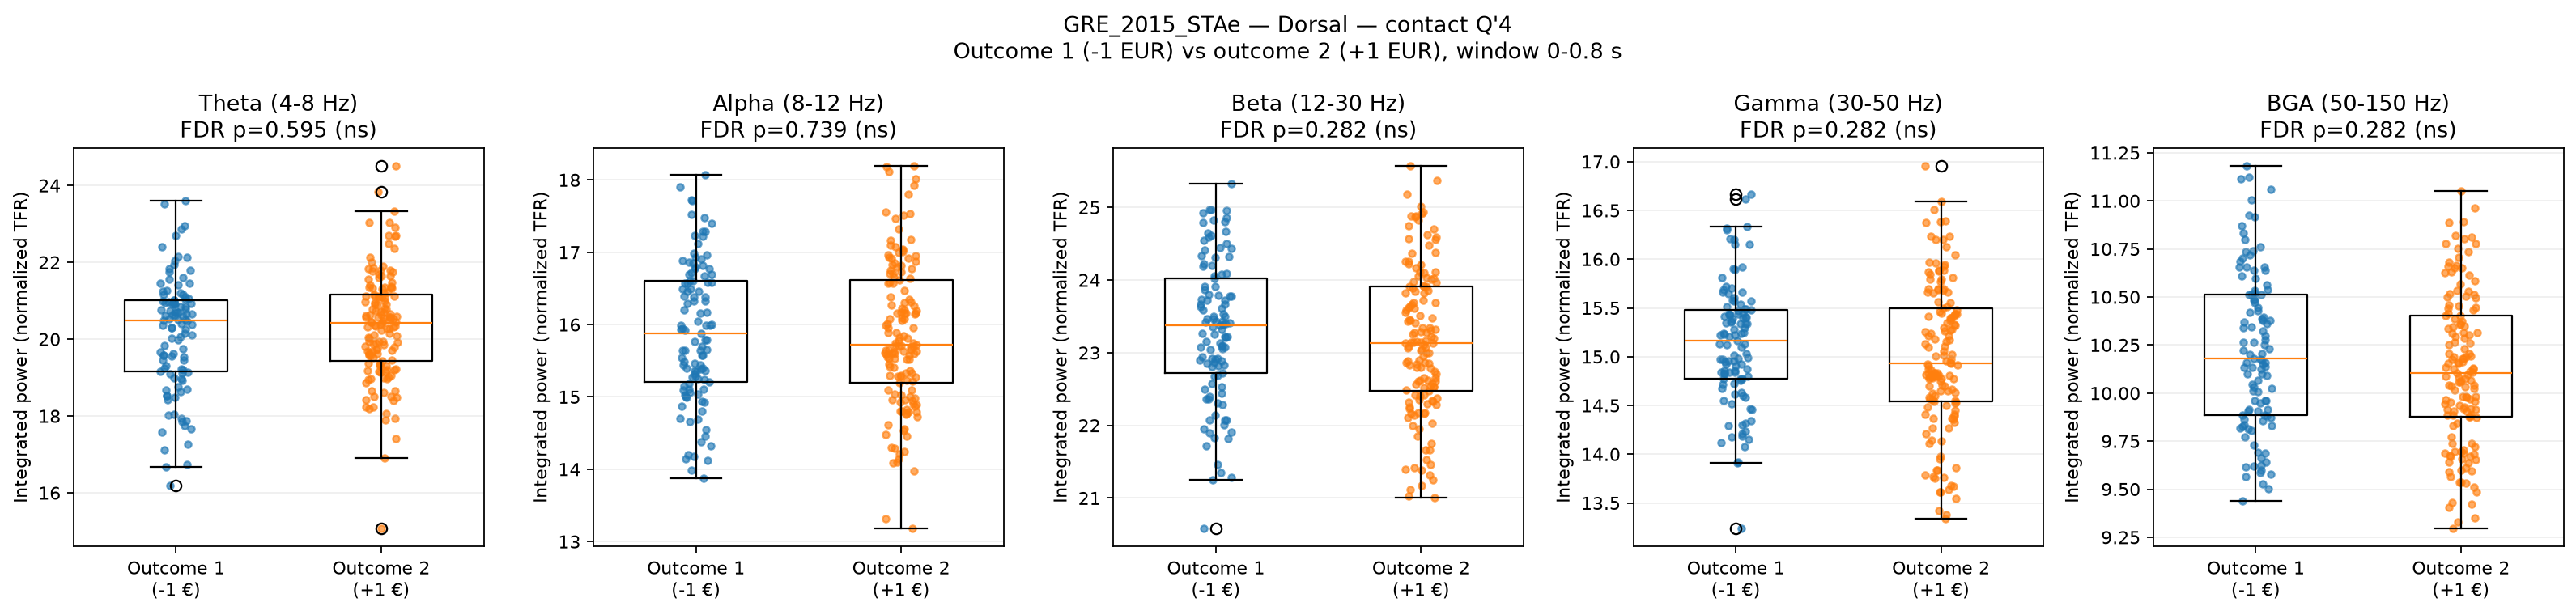 GRE_2015_STAe — Dorsal — contact Q'4
Outcome 1 (-1 EUR) vs outcome 2 (+1 EUR), window 0-0.8 s
Theta (4-8 Hz)
FDR p=0.595 (ns)
Integrated power (normalized TFR)
24
22
20
18
16
Outcome 1
(-1 €)
Outcome 2
(+1 €)
Alpha (8-12 Hz)
FDR p=0.739 (ns)
Integrated power (normalized TFR)
18
17
16
15
14
13
Outcome 1
(-1 €)
Outcome 2
(+1 €)
Beta (12-30 Hz)
FDR p=0.282 (ns)
Integrated power (normalized TFR)
25
24
23
22
21
Outcome 1
(-1 €)
Outcome 2
(+1 €)
Gamma (30-50 Hz)
FDR p=0.282 (ns)
Integrated power (normalized TFR)
17.0
16.5
16.0
15.5
15.0
14.5
14.0
13.5
Outcome 1
(-1 €)
Outcome 2
(+1 €)
BGA (50-150 Hz)
FDR p=0.282 (ns)
Integrated power (normalized TFR)
11.25
11.00
10.75
10.50
10.25
10.00
9.75
9.50
9.25
Outcome 1
(-1 €)
Outcome 2
(+1 €)